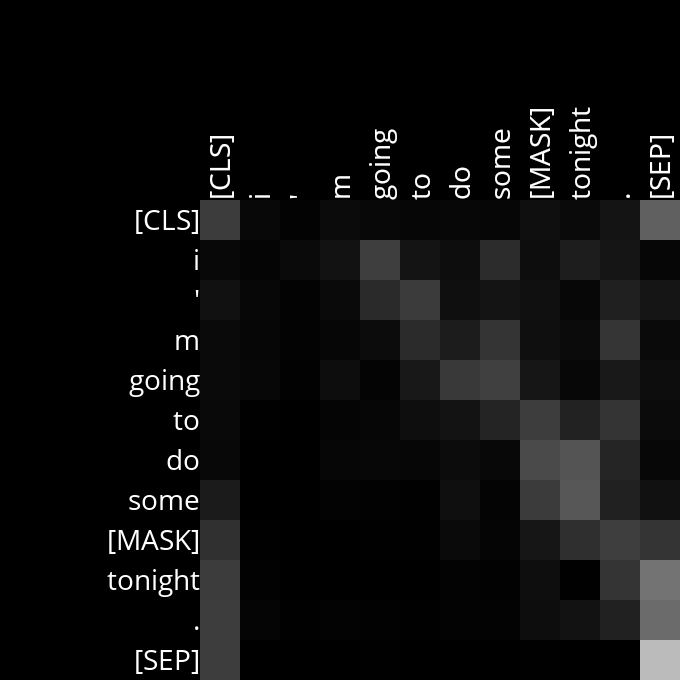 [CLS] i ' m going to do some [MASK] tonight . [SEP]
[CLS]
i
'
m
going
to
do
some
[MASK]
tonight
.
[SEP]